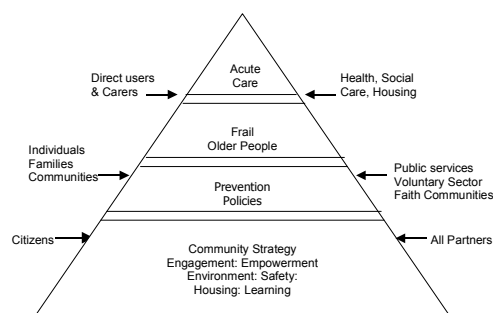 Acute
Care
Direct users
& Carers
Health, Social
Care, Housing
Frail
Older People
Individuals
Families
Communities
Public services
Voluntary Sector
Faith Communities
Prevention
Policies
Citizens
All Partners
Community Strategy
Engagement: Empowerment
Environment: Safety:
Housing: Learning